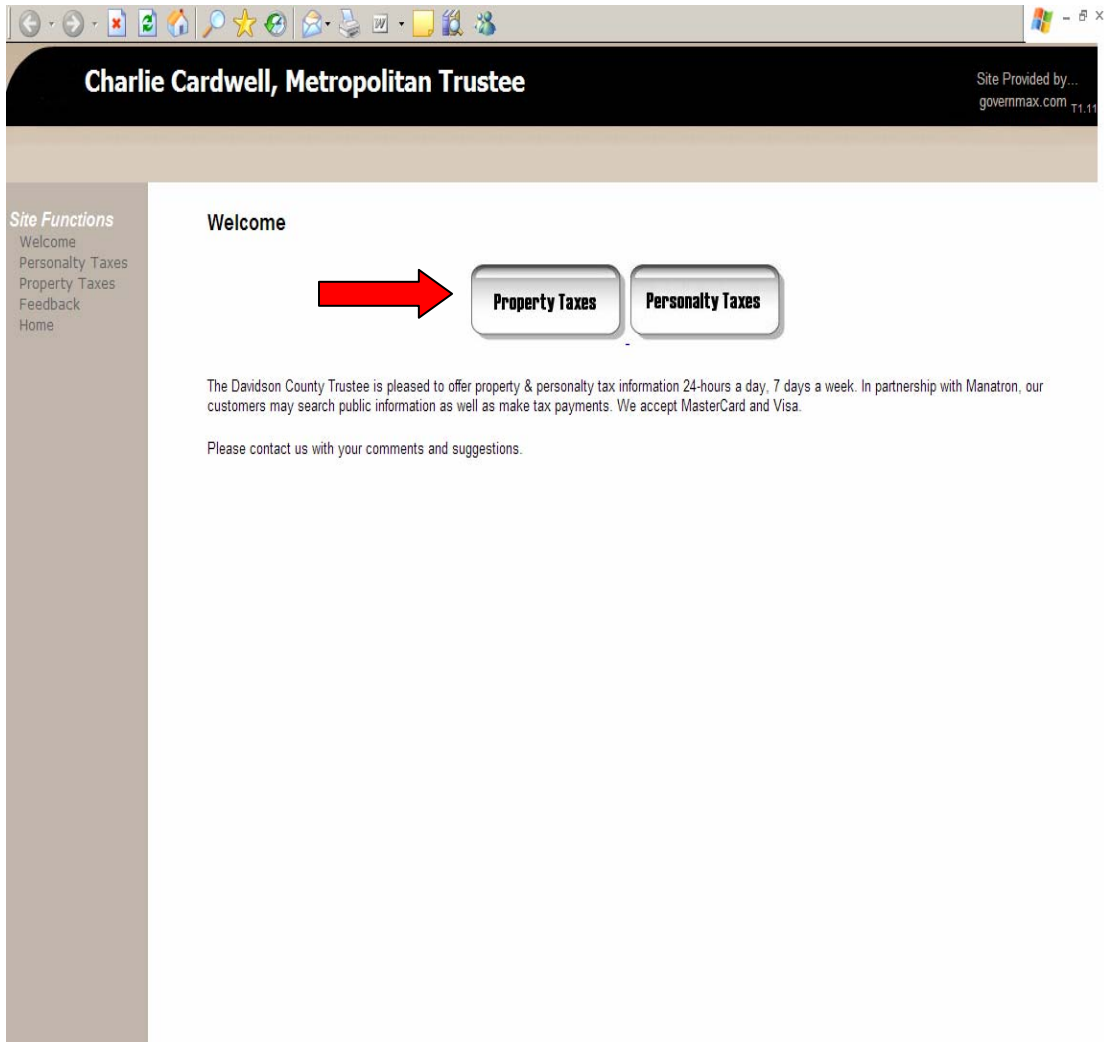 Charlie Cardwell, Metropolitan Trustee
Site Provided by...
governmax.com T1.11
Site Functions
Welcome
Personalty Taxes
Property Taxes
Feedback
Home
Welcome
Property Taxes
Personalty Taxes
The Davidson County Trustee is pleased to offer property & personalty tax information 24-hours a day, 7 days a week. In partnership with Manatron, our
customers may search public information as well as make tax payments. We accept MasterCard and Visa.
Please contact us with your comments and suggestions.